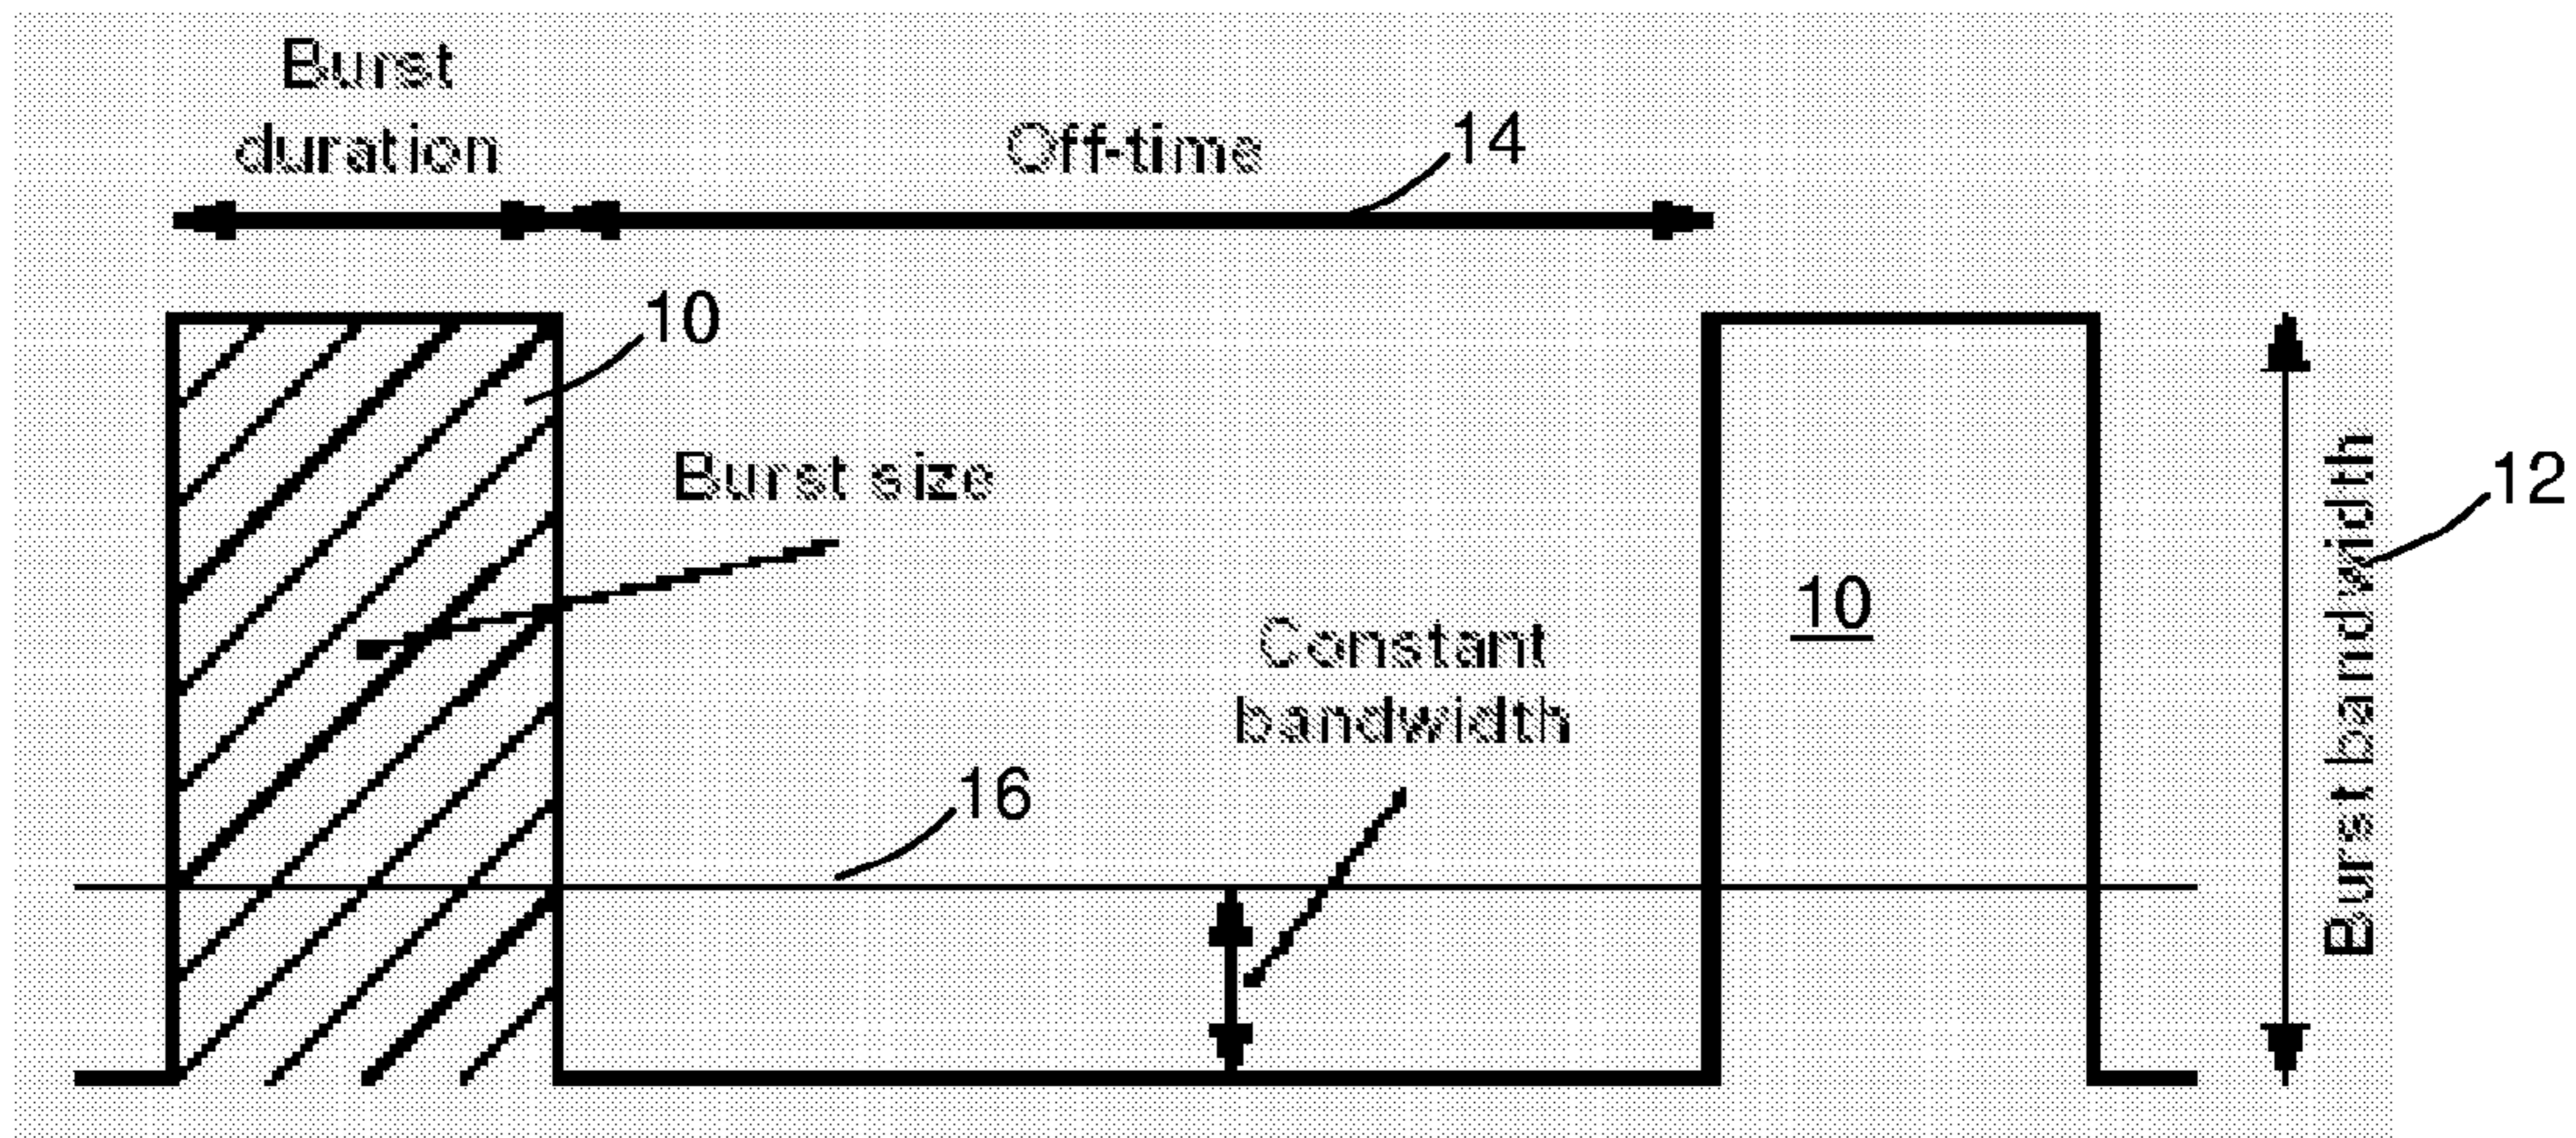 Burst
duration
Off-time
14
10
Burst size
12
Burst bandwidth
10
Constant
bandwidth
16